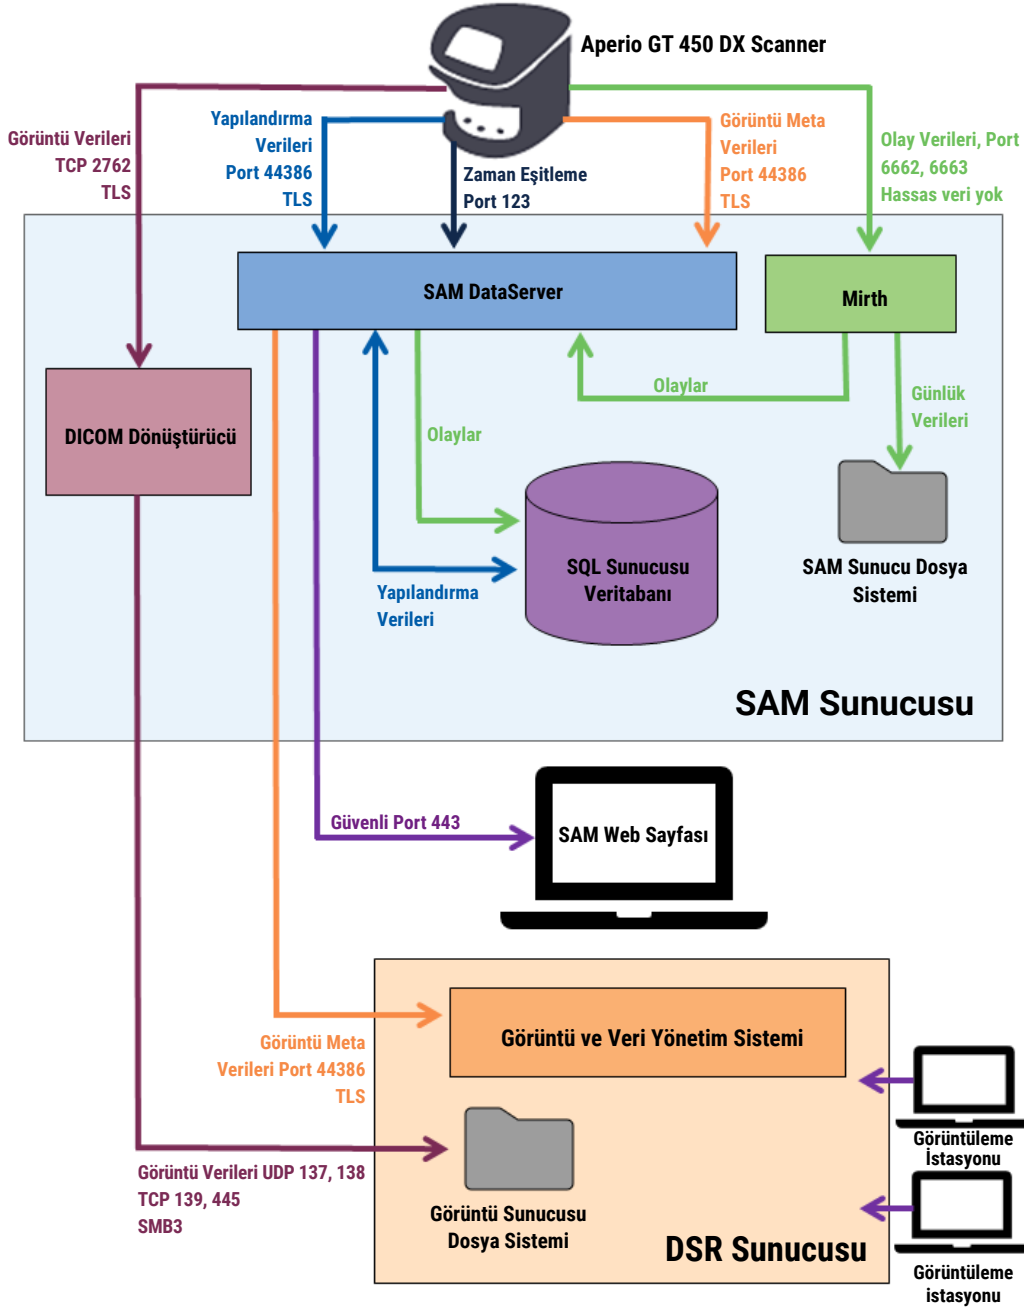 Aperio GT 450 DX Scanner
Görüntü Verileri
TCP 2762
TLS
Yapılandırma
Verileri
Port 44386
TLS
Zaman Eşitleme
Port 123
Görüntü Meta
Verileri
Port 44386
TLS
Olay Verileri, Port
6662, 6663
Hassas veri yok
SAM DataServer
Mirth
DICOM Dönüştürücü
Olaylar
Olaylar
Günlük
Verileri
SQL Sunucusu
Veritabanı
SAM Sunucu Dosya
Sistemi
Yapılandırma
Verileri
SAM Sunucusu
Güvenli Port 443
SAM Web Sayfası
Görüntü ve Veri Yönetim Sistemi
Görüntü Meta
Verileri Port 44386
TLS
Görüntüleme
İstasyonu
Görüntü Verileri UDP 137, 138
TCP 139, 445
SMB3
Görüntü Sunucusu
Dosya Sistemi
DSR Sunucusu
Görüntüleme
istasyonu